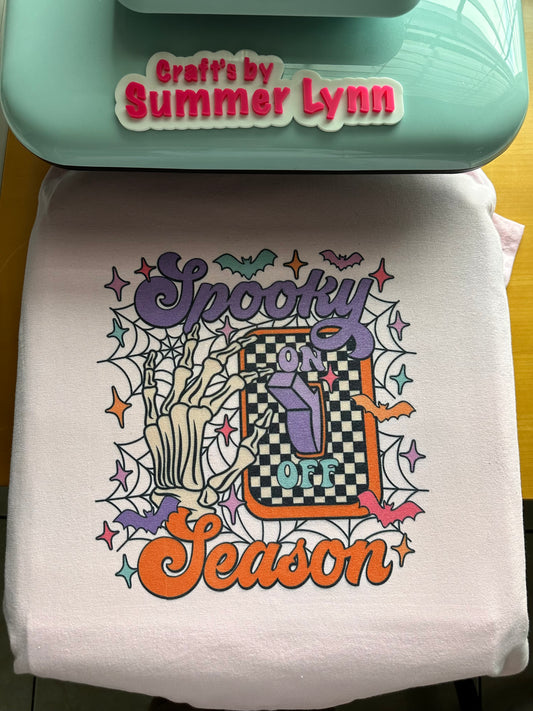 Craft's by
Summer Lynn
Spooky
ON
OFF
Season